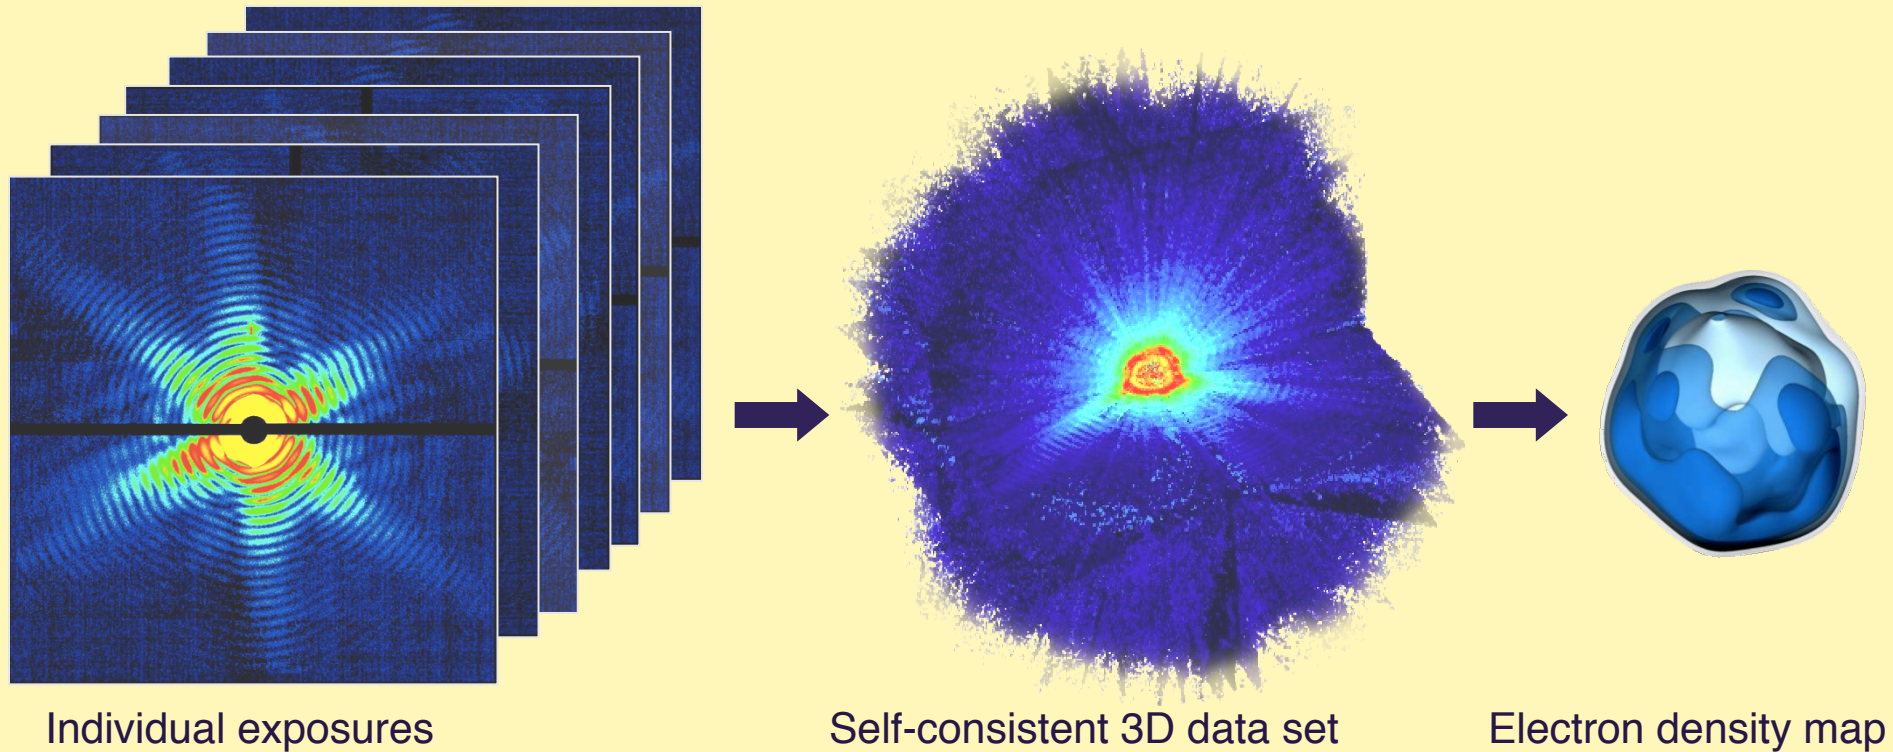 Individual exposures
Self-consistent 3D data set
Electron density map